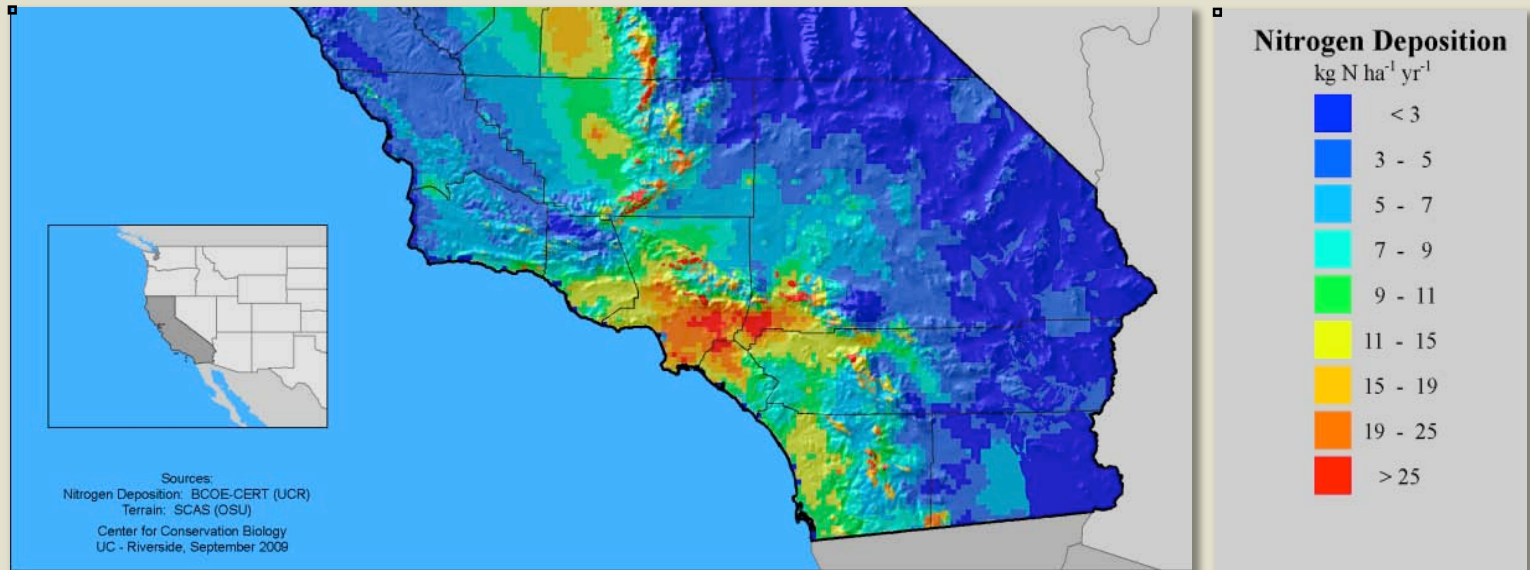 Sources:
Nitrogen Deposition: BCOE-CERT (UCR)
Terrain: SCAS (OSU)
Center for Conservation Biology
UC - Riverside, September 2009
Nitrogen Deposition
kg N ha⁻¹ yr⁻¹
< 3
3 - 5
5 - 7
7 - 9
9 - 11
11 - 15
15 - 19
19 - 25
> 25